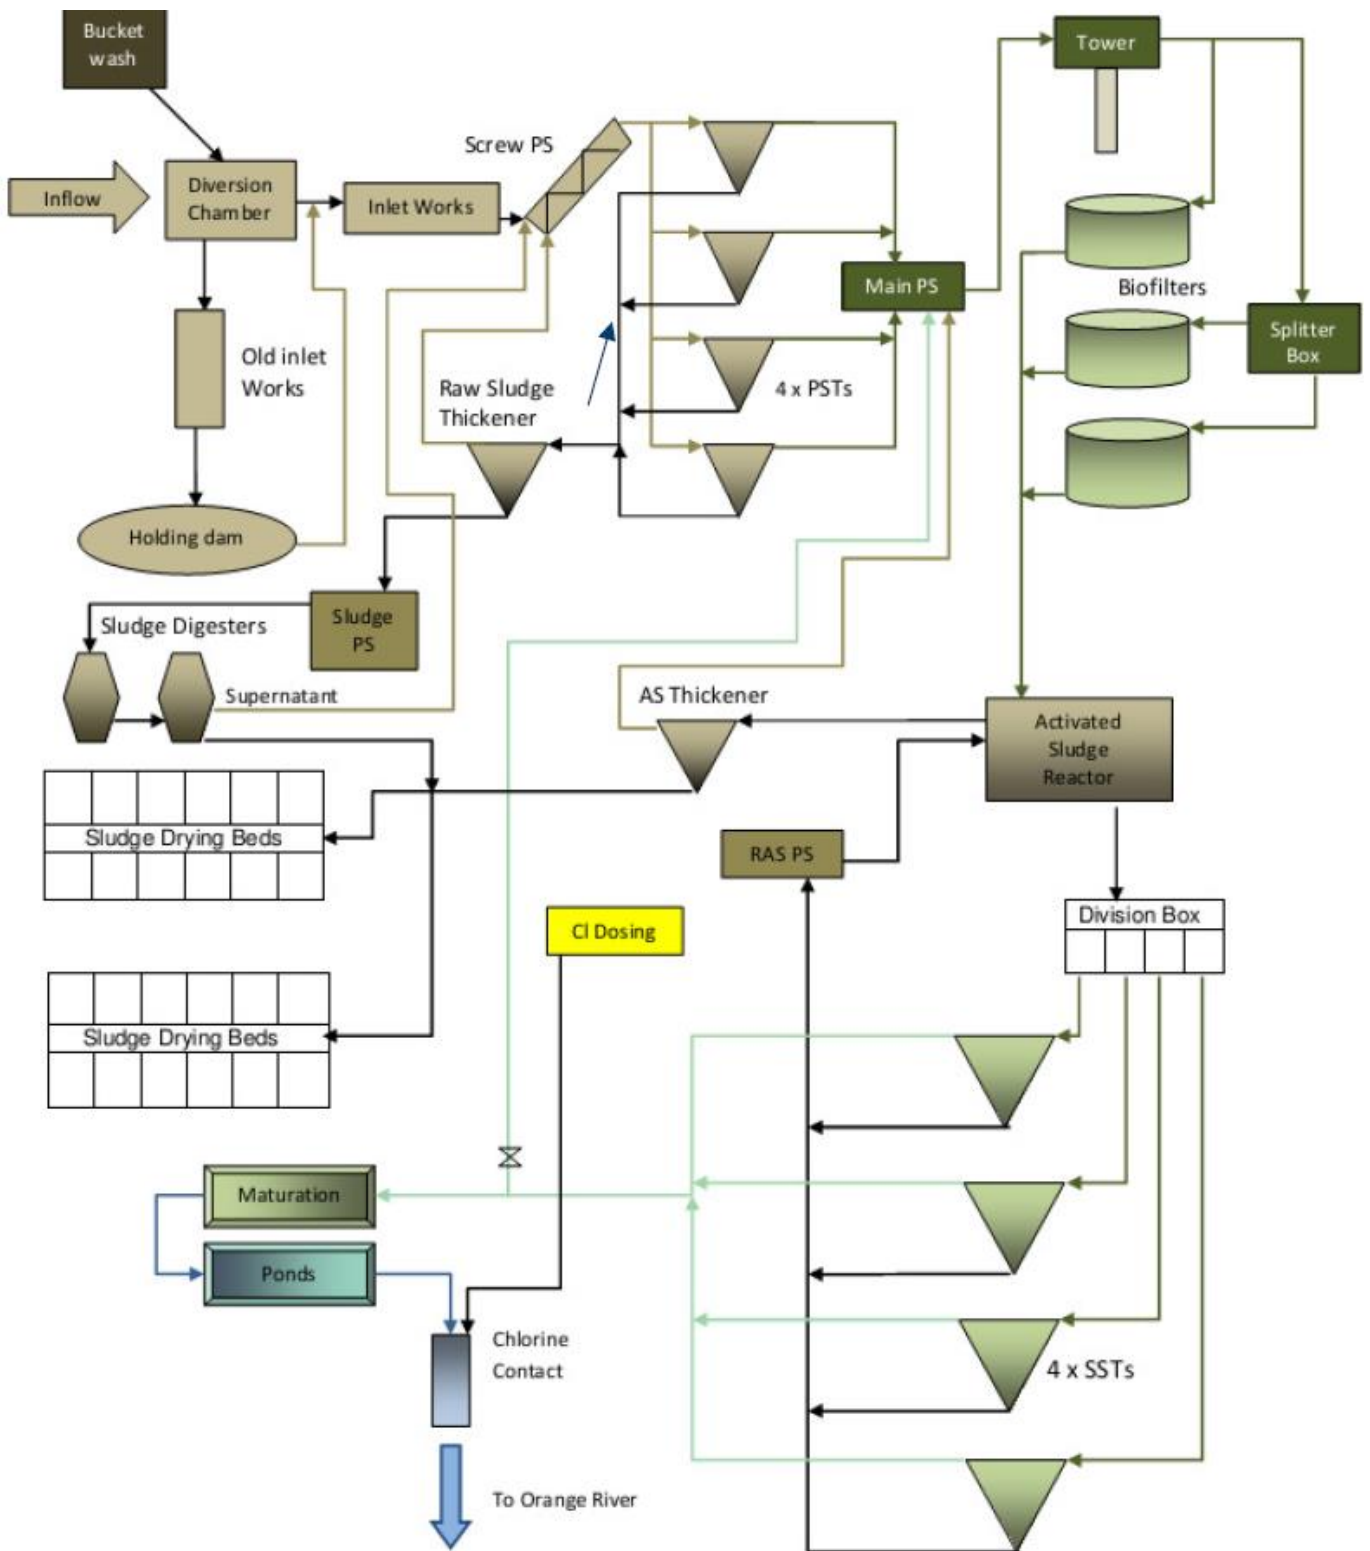 Bucket
wash
Tower
Screw PS
Inflow
Diversion
Chamber
Inlet Works
Main PS
Biofilters
Splitter
Box
Old inlet
Works
Raw Sludge
Thickener
4 x PSTs
Holding dam
Sludge
PS
Sludge Digesters
Supernatant
AS Thickener
Activated
Sludge
Reactor
Sludge Drying Beds
RAS PS
Cl Dosing
Division Box
Sludge Drying Beds
Maturation
Ponds
Chlorine
Contact
4 x SSTs
To Orange River